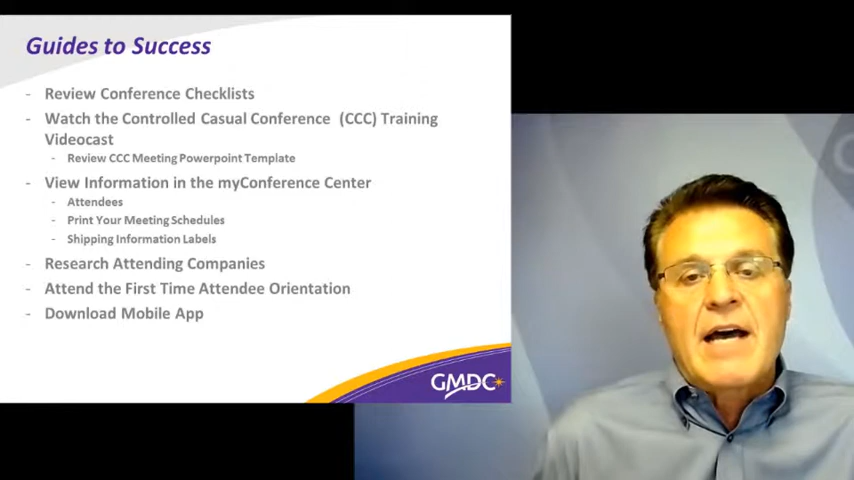 Guides to Success
- Review Conference Checklists
- Watch the Controlled Casual Conference (CCC) Training
Videocast
- Review CCC Meeting Powerpoint Template
- View Information in the myConference Center
- Attendees
- Print Your Meeting Schedules
- Shipping Information Labels
- Research Attending Companies
- Attend the First Time Attendee Orientation
- Download Mobile App
GMDC